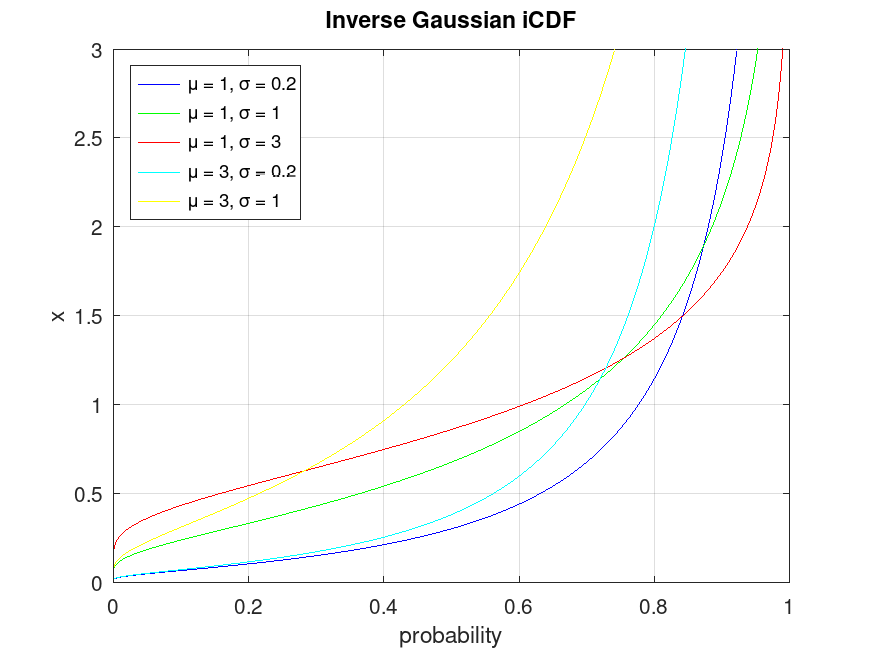 Inverse Gaussian iCDF
3
2.5
2
1.5
1
0.5
0
x
μ = 1, σ = 0.2
μ = 1, σ = 1
μ = 1, σ = 3
μ = 3, σ = 0.2
μ = 3, σ = 1
0 0.2 0.4 0.6 0.8 1
probability